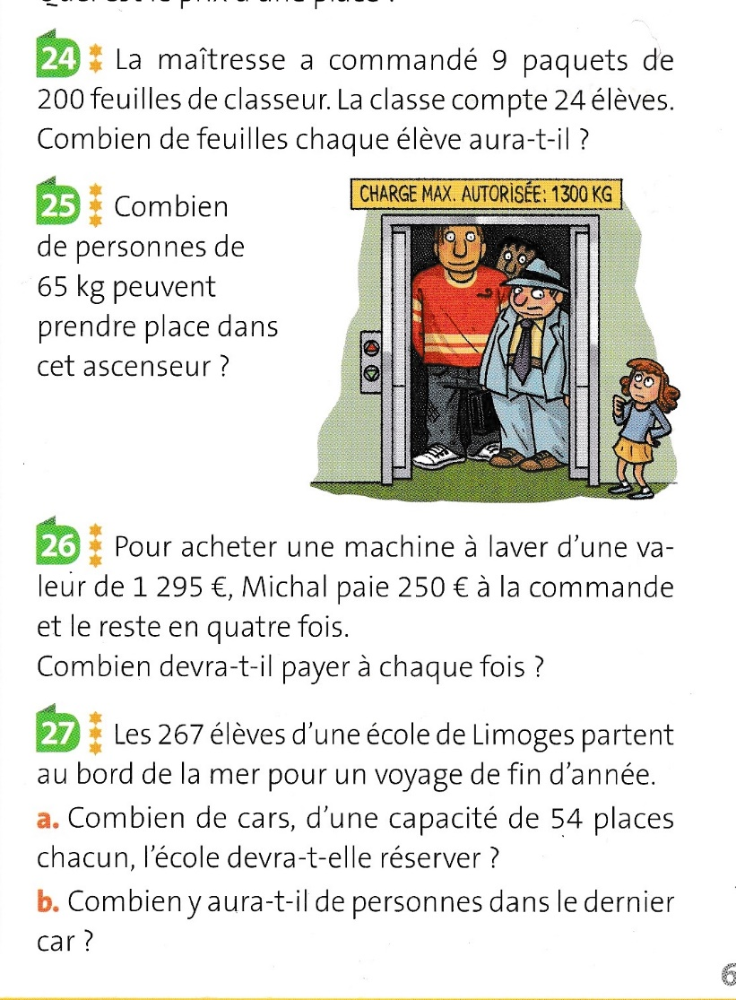 24 La maîtresse a commandé 9 paquets de
200 feuilles de classeur. La classe compte 24 élèves.
Combien de feuilles chaque élève aura-t-il ?
25 Combien
de personnes de
65 kg peuvent
prendre place dans
cet ascenseur ?
CHARGE MAX. AUTORISÉE: 1300 KG
26 Pour acheter une machine à laver d'une va-
leur de 1 295 €, Michal paie 250 € à la commande
et le reste en quatre fois.
Combien devra-t-il payer à chaque fois ?
27 Les 267 élèves d'une école de Limoges partent
au bord de la mer pour un voyage de fin d'année.
a. Combien de cars, d'une capacité de 54 places
chacun, l'école devra-t-elle réserver ?
b. Combien y aura-t-il de personnes dans le dernier
car ?